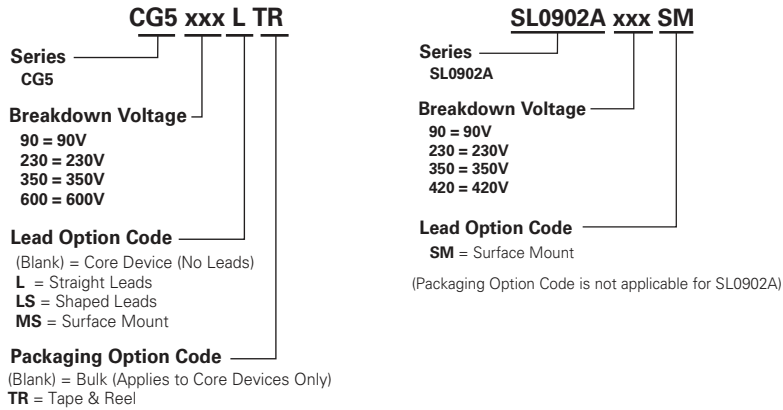 CG5 xxx L TR
Series
CG5
Breakdown Voltage
90 = 90V
230 = 230V
350 = 350V
600 = 600V
Lead Option Code
(Blank) = Core Device (No Leads)
L = Straight Leads
LS = Shaped Leads
MS = Surface Mount
Packaging Option Code
(Blank) = Bulk (Applies to Core Devices Only)
TR = Tape & Reel
SL0902A xxx SM
Series
SL0902A
Breakdown Voltage
90 = 90V
230 = 230V
350 = 350V
420 = 420V
Lead Option Code
SM = Surface Mount
(Packaging Option Code is not applicable for SL0902A)